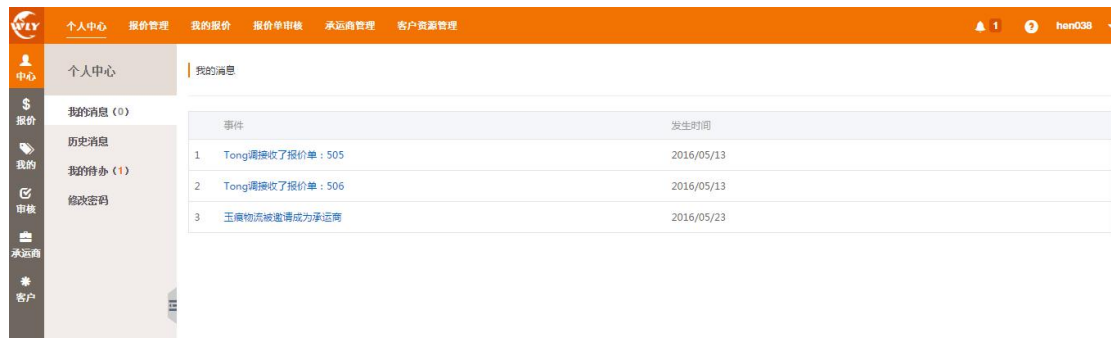 WLY 个人中心 报价管理 我的报价 报价单审核 承运商管理 客户资源管理 1 hen038
中心
$
报价
我的
审核
承运商
客户
个人中心
我的消息（0）
历史消息
我的待办（1）
修改密码
我的消息
事件 发生时间
1 Tong调接收了报价单：505 2016/05/13
2 Tong调接收了报价单：506 2016/05/13
3 玉痛物流被邀请成为承运商 2016/05/23